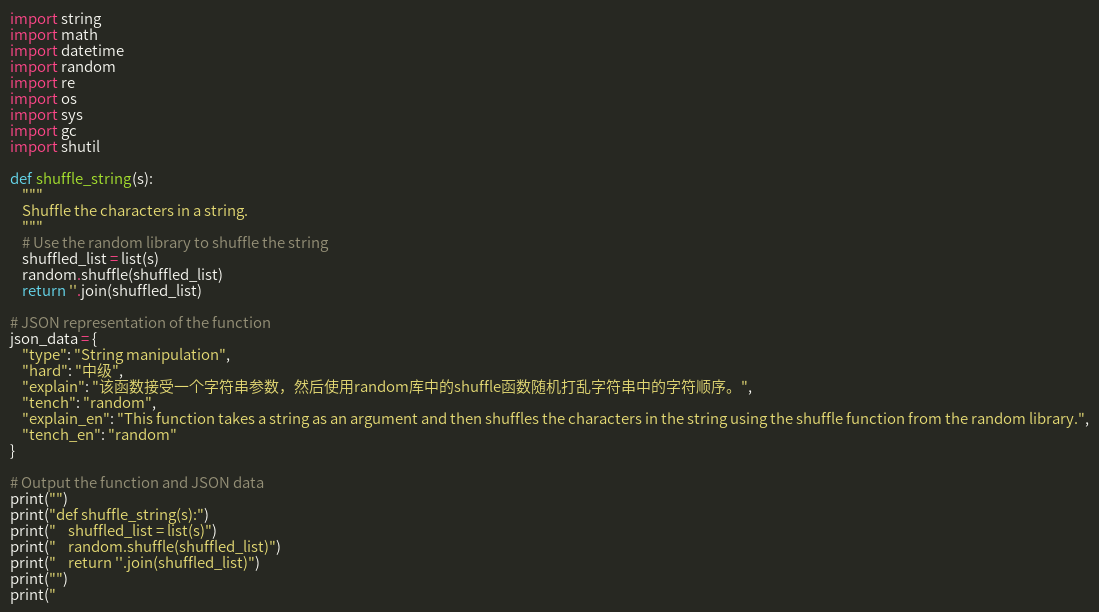 import string
import math
import datetime
import random
import re
import os
import sys
import gc
import shutil

def shuffle_string(s):
    """
    Shuffle the characters in a string.
    """
    # Use the random library to shuffle the string
    shuffled_list = list(s)
    random.shuffle(shuffled_list)
    return ''.join(shuffled_list)

# JSON representation of the function
json_data = {
    "type": "String manipulation",
    "hard": "中级",
    "explain": "该函数接受一个字符串参数，然后使用random库中的shuffle函数随机打乱字符串中的字符顺序。",
    "tench": "random",
    "explain_en": "This function takes a string as an argument and then shuffles the characters in the string using the shuffle function from the random library.",
    "tench_en": "random"
}

# Output the function and JSON data
print("")
print("def shuffle_string(s):")
print("    shuffled_list = list(s)")
print("    random.shuffle(shuffled_list)")
print("    return ''.join(shuffled_list)")
print("")
print("